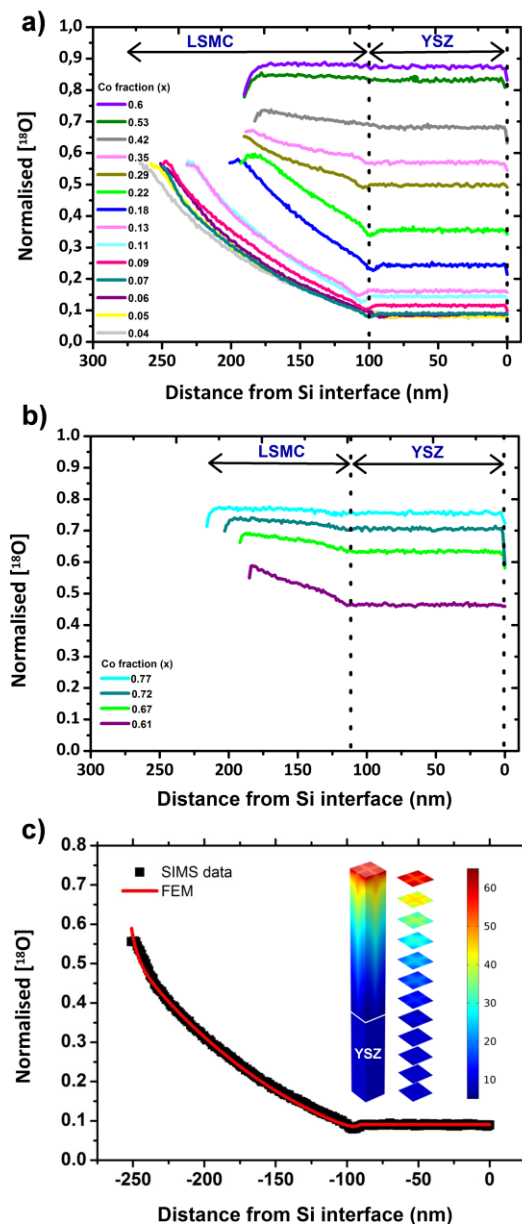 a)
LSMC
YSZ
0,9
0,8
0,7
0,6
0,5
0,4
0,3
0,2
0,1
0,0
Normalised [¹⁸O]
Co fraction (x)
0.6
0.53
0.42
0.35
0.29
0.22
0.18
0.13
0.11
0.09
0.07
0.06
0.05
0.04
300 250 200 150 100 50 0
Distance from Si interface (nm)
b)
LSMC
YSZ
1.0
0.9
0.8
0.7
0.6
0.5
0.4
0.3
0.2
0.1
0.0
Normalised [¹⁸O]
Co fraction (x)
0.77
0.72
0.67
0.61
300 250 200 150 100 50 0
Distance from Si interface (nm)
c)
0.8
0.7
0.6
0.5
0.4
0.3
0.2
0.1
0.0
Normalised [¹⁸O]
SIMS data
FEM
YSZ
60
50
40
30
20
10
-250 -200 -150 -100 -50 0
Distance from Si interface (nm)